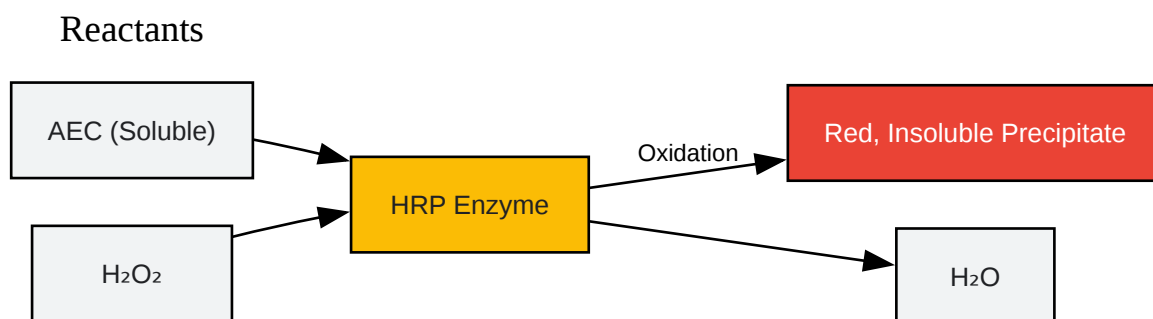 Reactants
AEC (Soluble)
H₂O₂
HRP Enzyme
Oxidation
Red, Insoluble Precipitate
H₂O